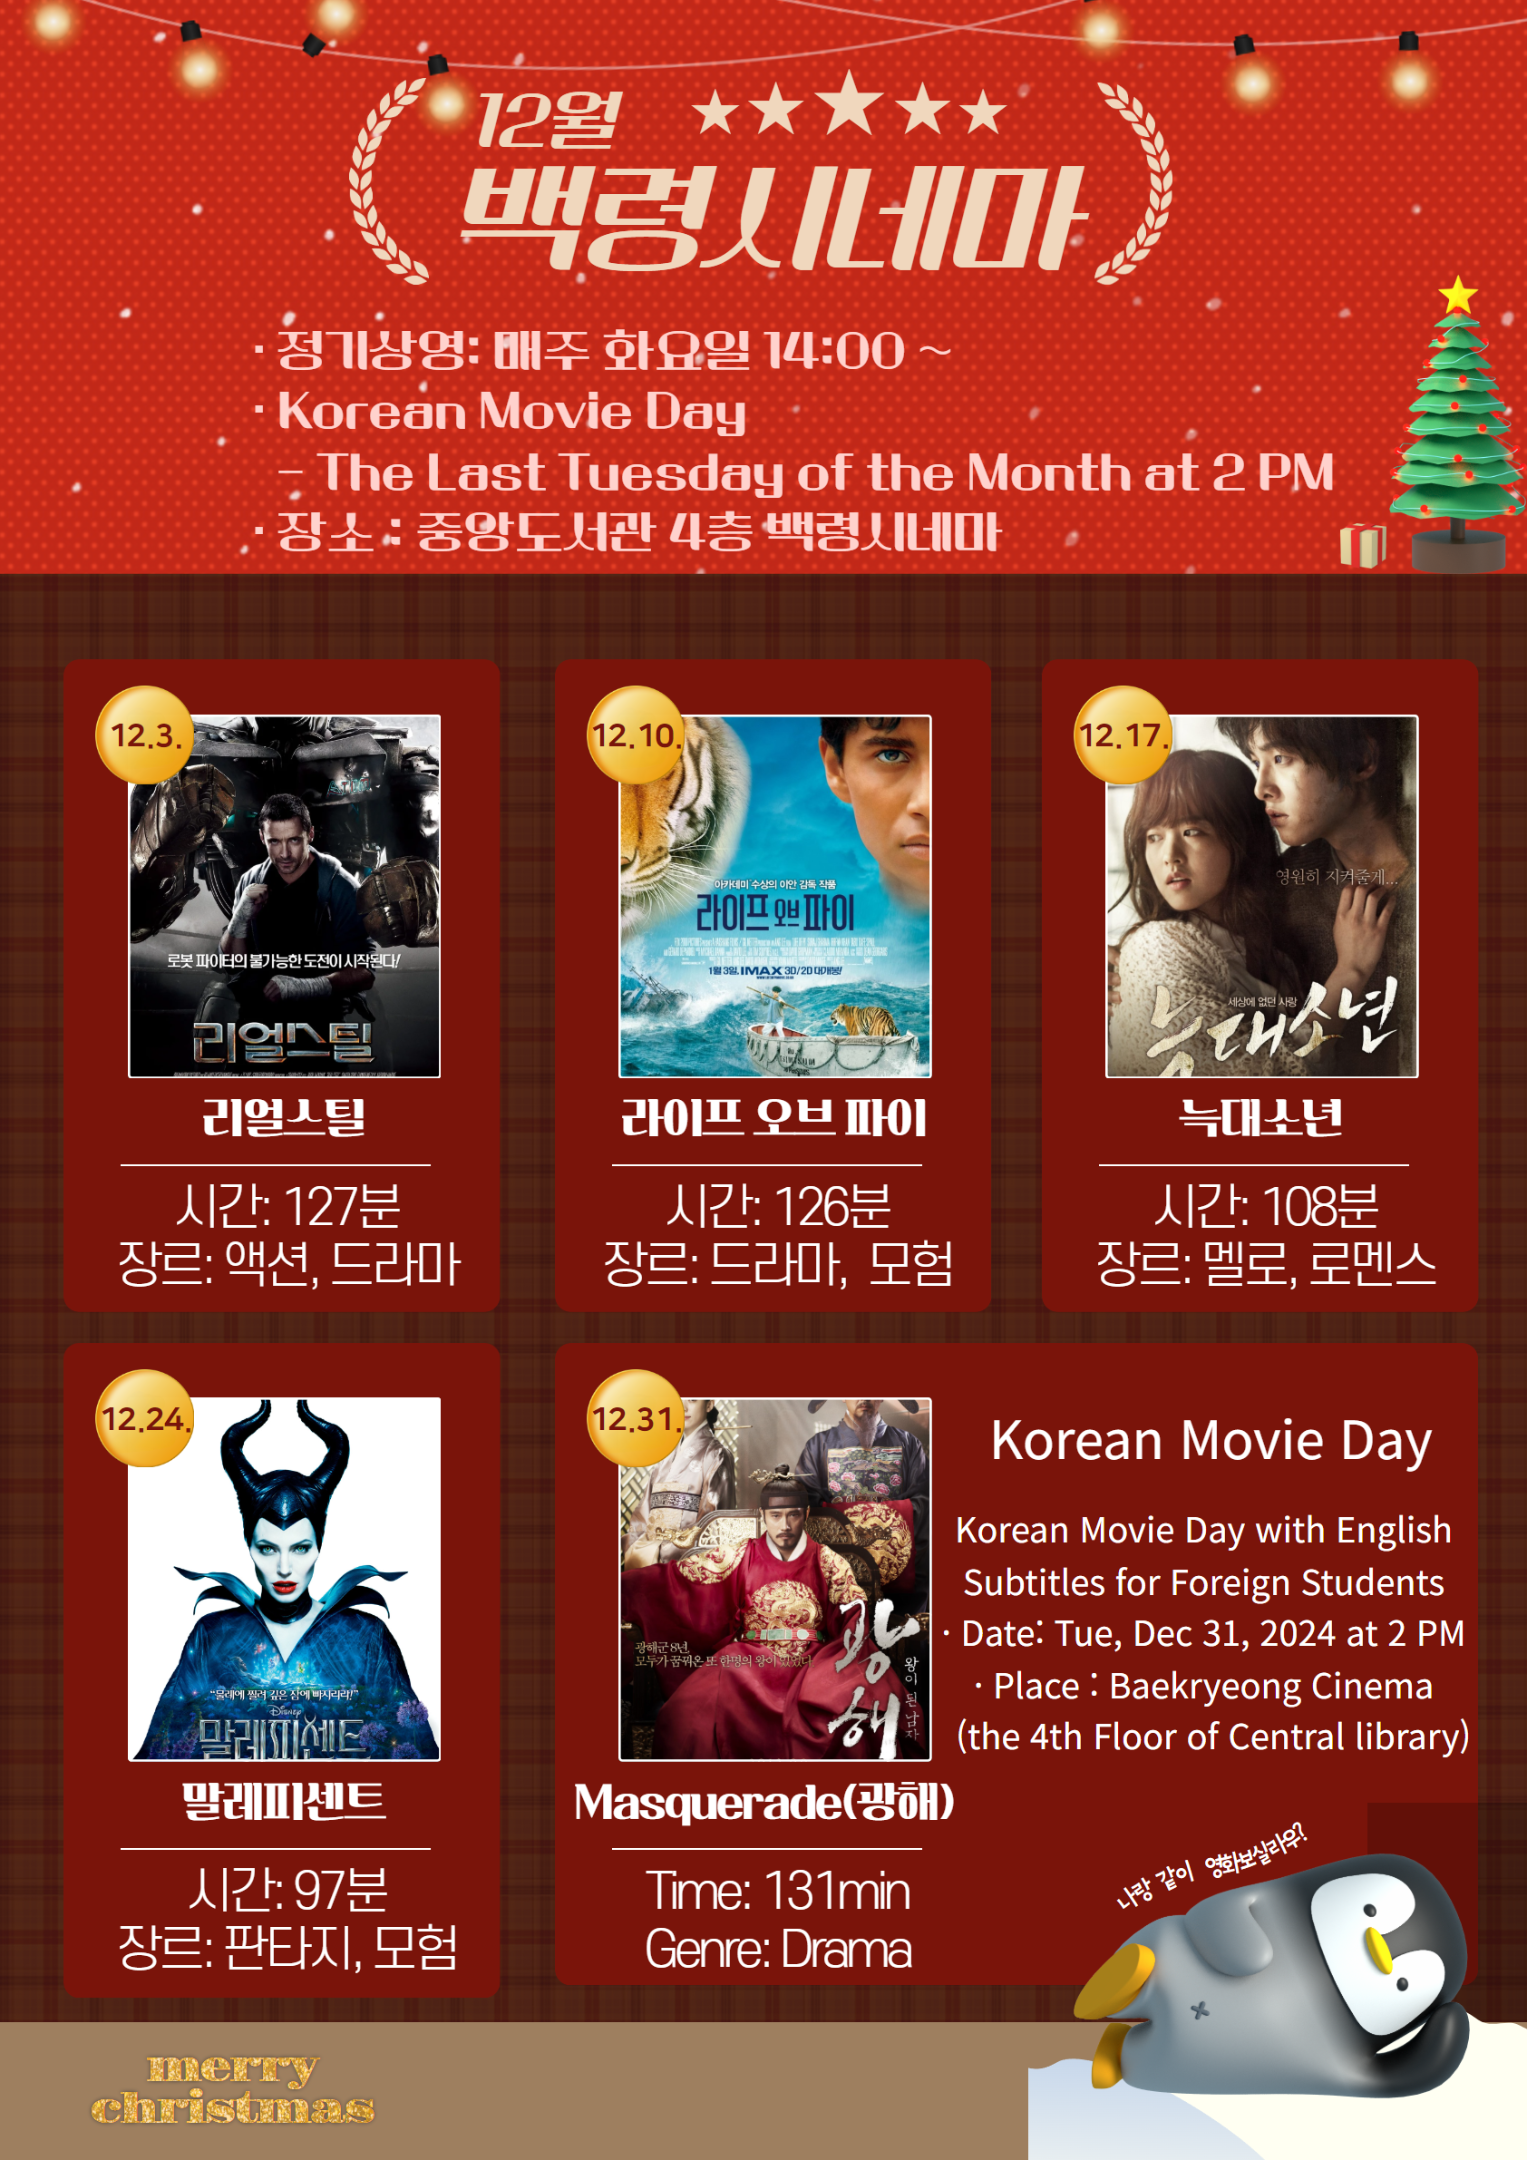 12월
백령시네마
· 정기상영: 매주 화요일 14:00 ~
· Korean Movie Day
- The Last Tuesday of the Month at 2 PM
· 장소 : 중앙도서관 4층 백령시네마
12.3.
로봇 파이터의 불가능한 도전이 시작된다!
리얼스틸
리얼스틸
시간: 127분
장르: 액션, 드라마
12.10.
아카데미 수상의 이안 감독 작품
라이프 오브 파이
1월 3일, IMAX 3D/2D 대개봉!
라이프 오브 파이
시간: 126분
장르: 드라마, 모험
12.17.
영원히 지켜줄게...
세상에 없던 사랑
늑대소년
늑대소년
시간: 108분
장르: 멜로, 로멘스
12.24.
“물레에 찔려 깊은 잠에 빠지리라!”
Disney
말레피센트
말레피센트
시간: 97분
장르: 판타지, 모험
12.31.
광해군 8년,
모두가 꿈꿔온 또 한명의 왕이 있었다
광해
왕이 된 남자
Masquerade(광해)
Time: 131min
Genre: Drama
Korean Movie Day
Korean Movie Day with English
Subtitles for Foreign Students
· Date: Tue, Dec 31, 2024 at 2 PM
· Place : Baekryeong Cinema
(the 4th Floor of Central library)
나랑 같이 영화보실라우?
merry
christmas